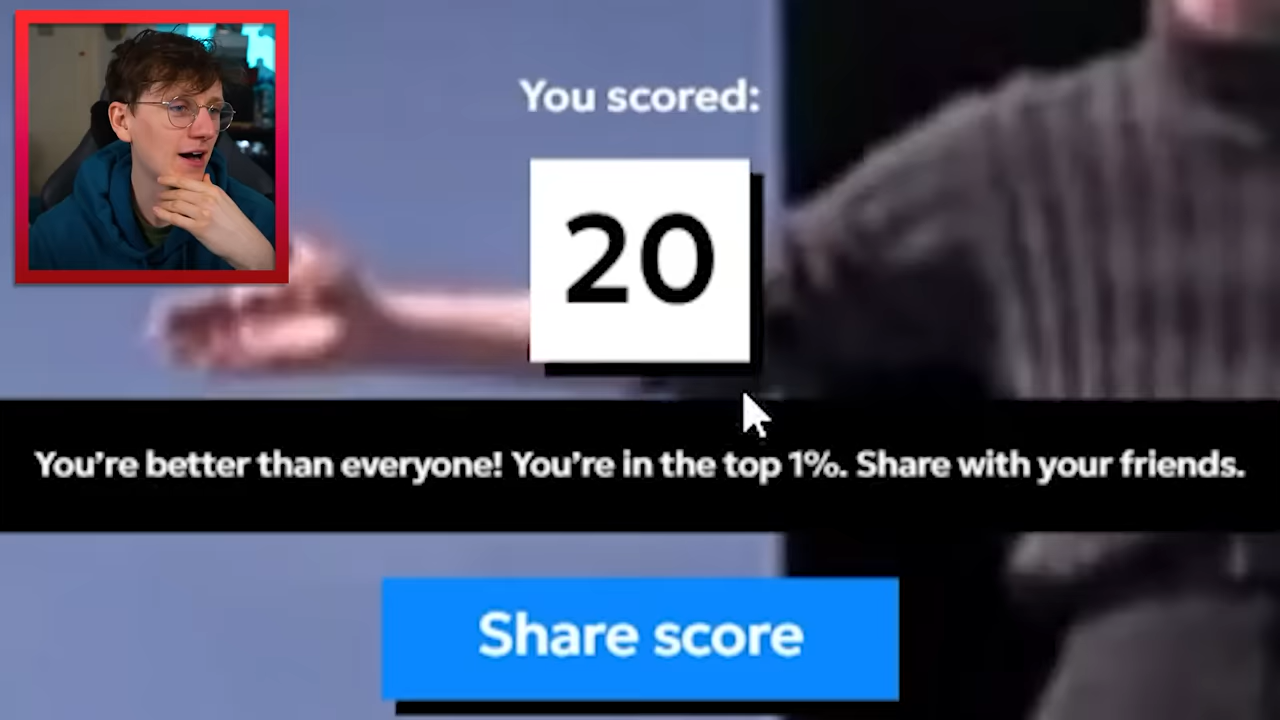 You scored:
20
You’re better than everyone! You’re in the top 1%. Share with your friends.
Share score